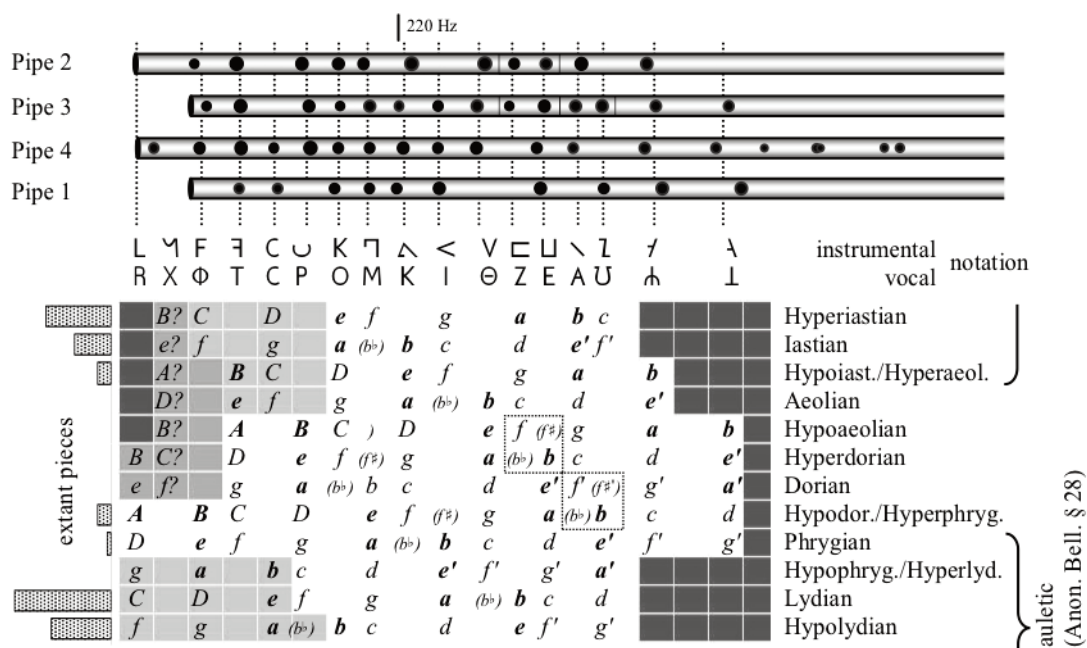 220 Hz
Pipe 2
Pipe 3
Pipe 4
Pipe 1
L F ꟻ C ᴗ K < V ⊏ ⊔ \ instrumental
R X Φ T C P O M K I Θ Z E A ℧ ⊥ vocal
notation
B? C D e f g a b c Hyperiastian
e? f g a (b♭) b c d e' f' Iastian
A? B C D e f g a b Hypoiast./Hyperaeol.
D? e f g a (b♭) b c d e' Aeolian
B? A B C ) D e f (f♯) g a b Hypoaeolian
B C? D e f (f♯) g a (b♭) b c d e' Hyperdorian
e f? g a (b♭) b c d e' f' (f♯') g' a' Dorian
A B C D e f (f♯) g a (b♭) b c d Hypodor./Hyperphryg.
D e f g a (b♭) b c d e' f' g' Phrygian
g a b c d e' f' g' a' Hypophryg./Hyperlyd.
C D e f g a (b♭) b c d Lydian
f g a (b♭) b c d e f' g' Hypolydian
extant pieces
auletic
(Anon. Bell. § 28)